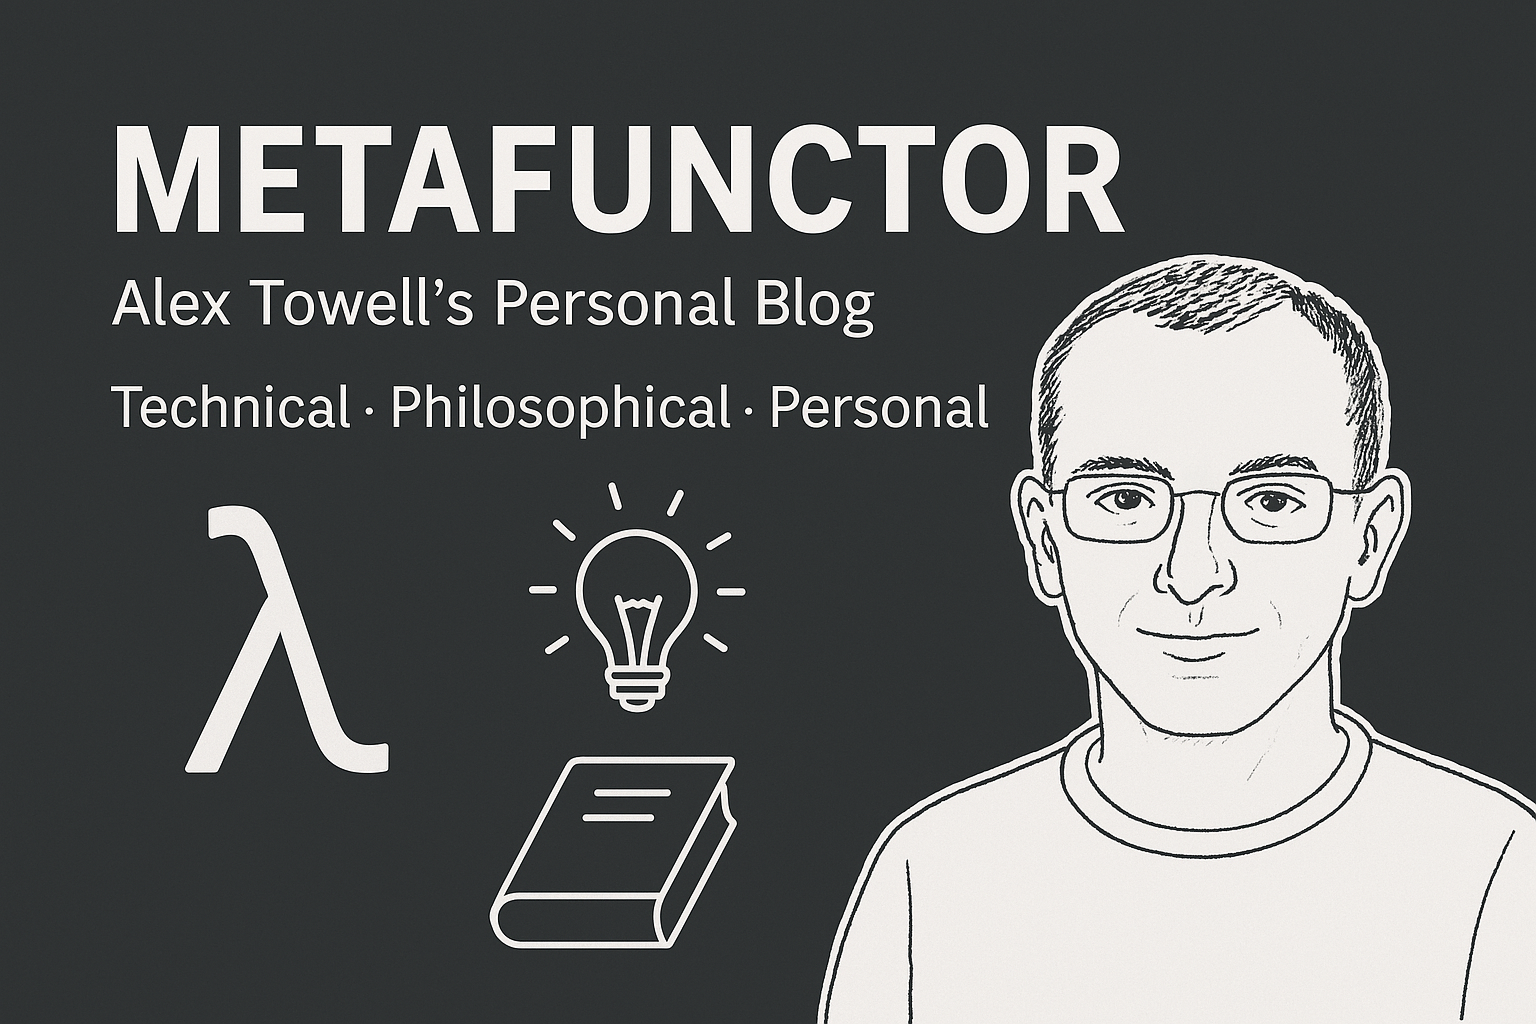 METAFUNCTOR
Alex Towell’s Personal Blog
Technical · Philosophical · Personal
λ